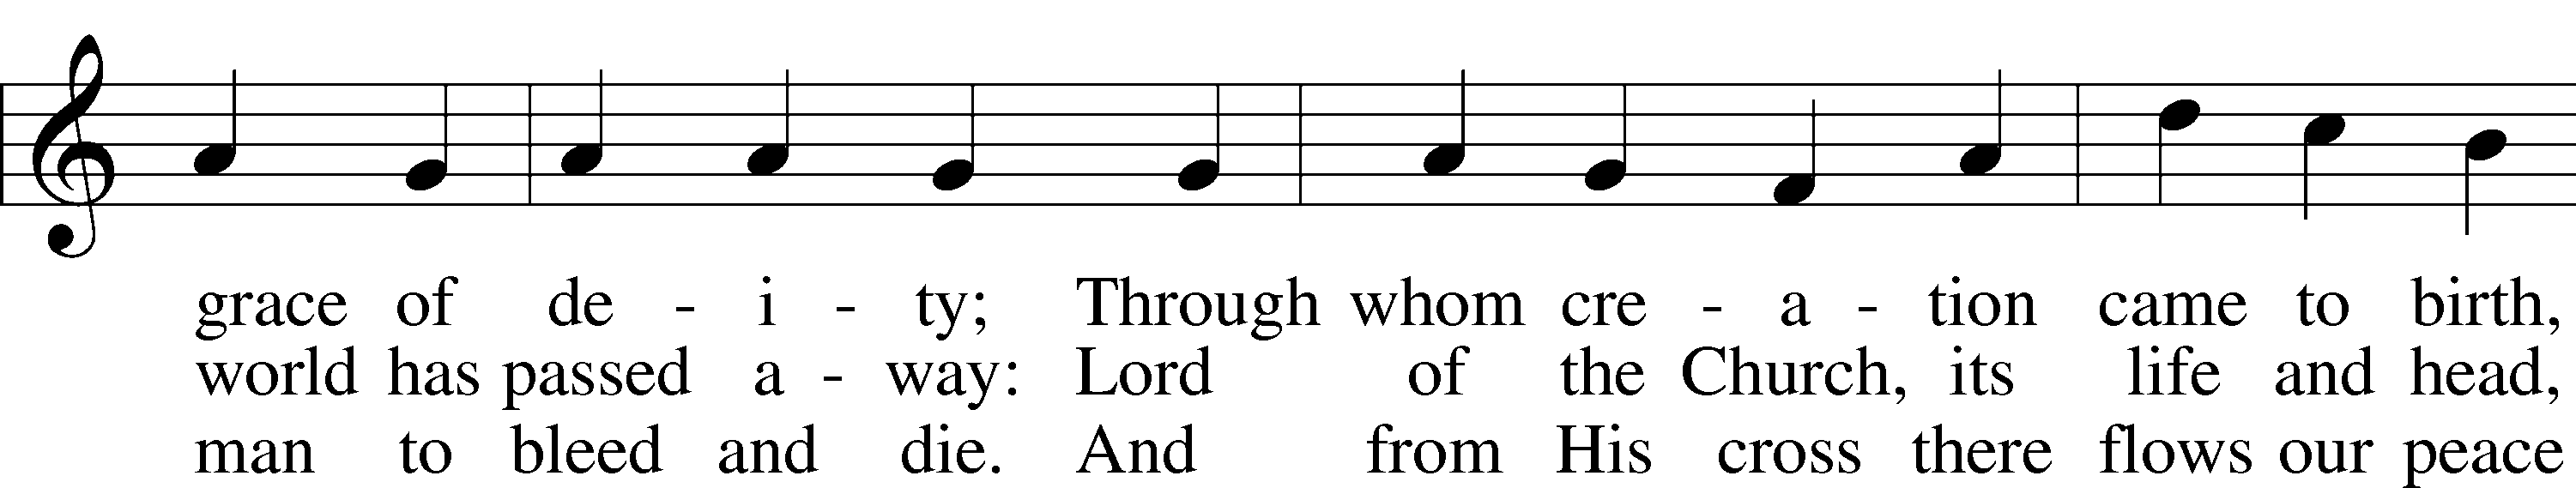 grace of de - i - ty; Through whom cre - a - tion came to birth,
world has passed a - way: Lord of the Church, its life and head,
man to bleed and die. And from His cross there flows our peace